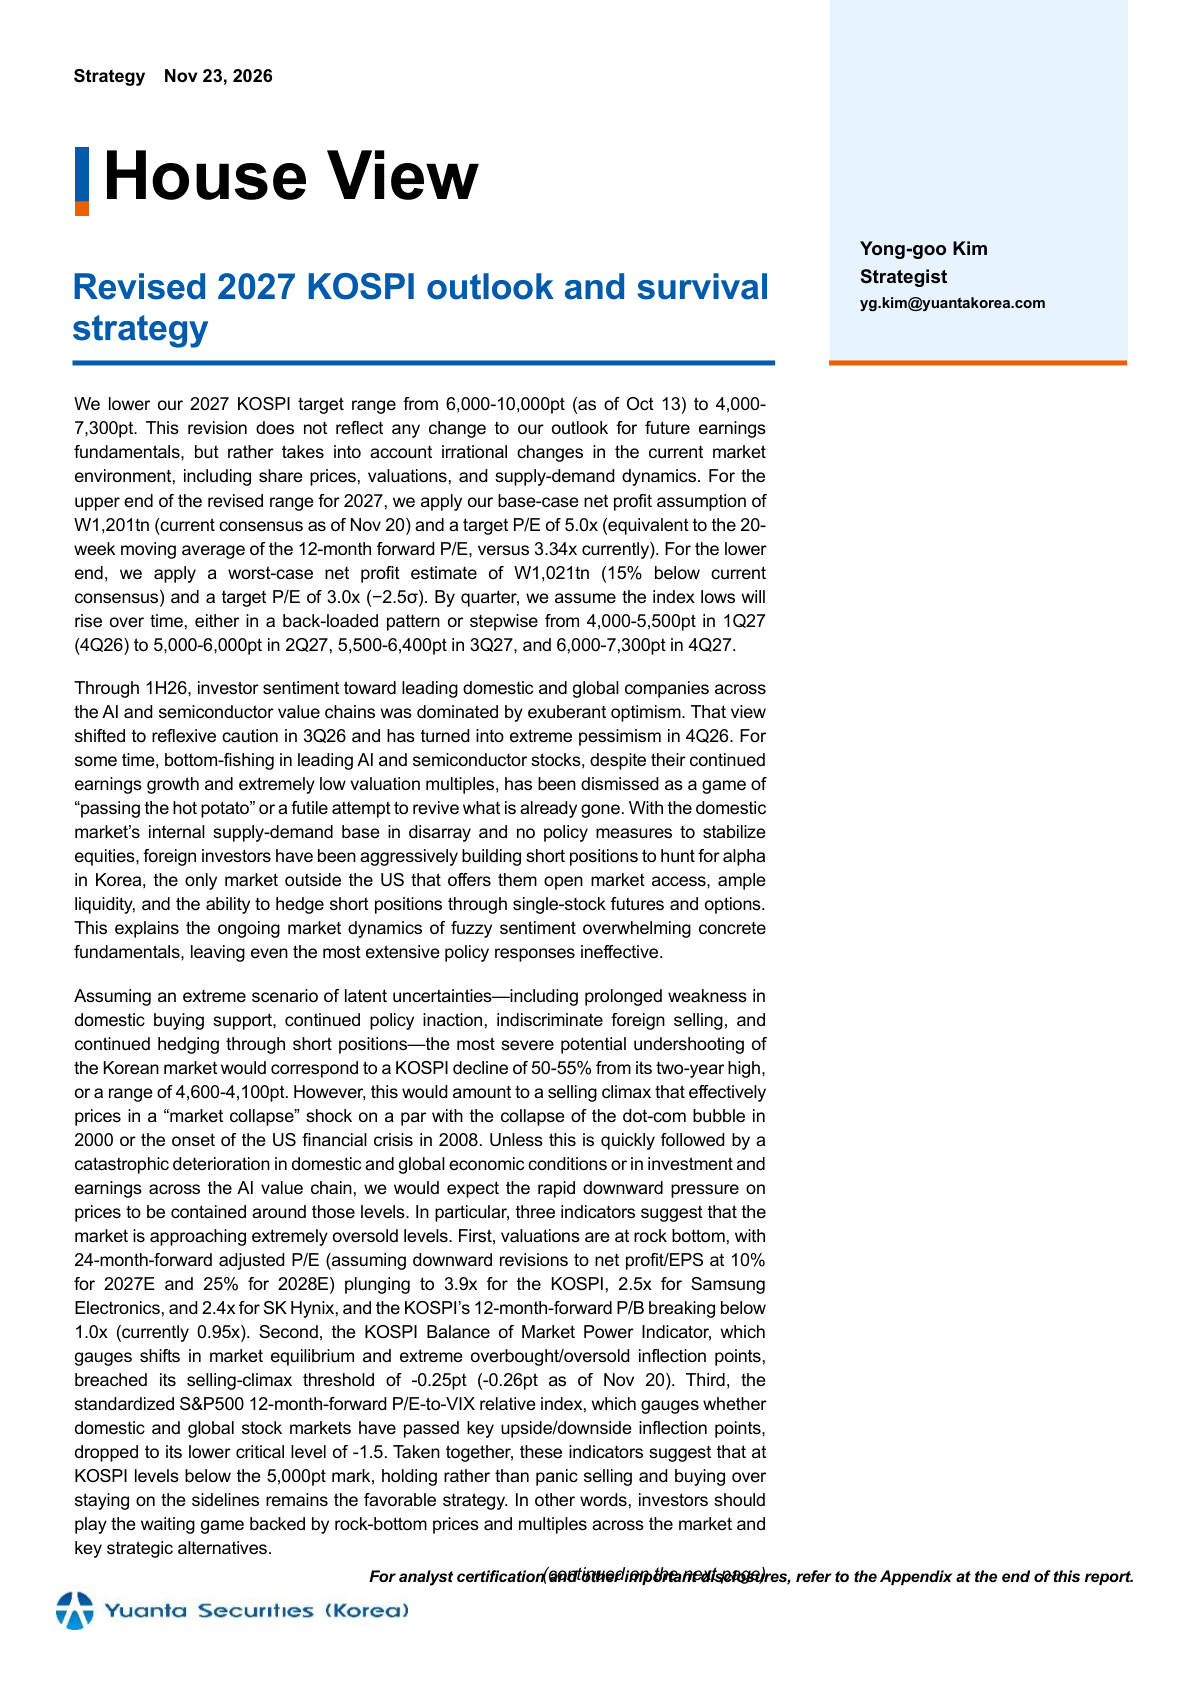 Strategy Nov 23, 2026
House View
Yong-goo Kim
Strategist
yg.kim@yuantakorea.com
Revised 2027 KOSPI outlook and survival
strategy
We lower our 2027 KOSPI target range from 6,000-10,000pt (as of Oct 13) to 4,000-
7,300pt. This revision does not reflect any change to our outlook for future earnings
fundamentals, but rather takes into account irrational changes in the current market
environment, including share prices, valuations, and supply-demand dynamics. For the
upper end of the revised range for 2027, we apply our base-case net profit assumption of
W1,201tn (current consensus as of Nov 20) and a target P/E of 5.0x (equivalent to the 20-
week moving average of the 12-month forward P/E, versus 3.34x currently). For the lower
end, we apply a worst-case net profit estimate of W1,021tn (15% below current
consensus) and a target P/E of 3.0x (−2.5σ). By quarter, we assume the index lows will
rise over time, either in a back-loaded pattern or stepwise from 4,000-5,500pt in 1Q27
(4Q26) to 5,000-6,000pt in 2Q27, 5,500-6,400pt in 3Q27, and 6,000-7,300pt in 4Q27.
Through 1H26, investor sentiment toward leading domestic and global companies across
the AI and semiconductor value chains was dominated by exuberant optimism. That view
shifted to reflexive caution in 3Q26 and has turned into extreme pessimism in 4Q26. For
some time, bottom-fishing in leading AI and semiconductor stocks, despite their continued
earnings growth and extremely low valuation multiples, has been dismissed as a game of
“passing the hot potato” or a futile attempt to revive what is already gone. With the domestic
market’s internal supply-demand base in disarray and no policy measures to stabilize
equities, foreign investors have been aggressively building short positions to hunt for alpha
in Korea, the only market outside the US that offers them open market access, ample
liquidity, and the ability to hedge short positions through single-stock futures and options.
This explains the ongoing market dynamics of fuzzy sentiment overwhelming concrete
fundamentals, leaving even the most extensive policy responses ineffective.
Assuming an extreme scenario of latent uncertainties—including prolonged weakness in
domestic buying support, continued policy inaction, indiscriminate foreign selling, and
continued hedging through short positions—the most severe potential undershooting of
the Korean market would correspond to a KOSPI decline of 50-55% from its two-year high,
or a range of 4,600-4,100pt. However, this would amount to a selling climax that effectively
prices in a “market collapse” shock on a par with the collapse of the dot-com bubble in
2000 or the onset of the US financial crisis in 2008. Unless this is quickly followed by a
catastrophic deterioration in domestic and global economic conditions or in investment and
earnings across the AI value chain, we would expect the rapid downward pressure on
prices to be contained around those levels. In particular, three indicators suggest that the
market is approaching extremely oversold levels. First, valuations are at rock bottom, with
24-month-forward adjusted P/E (assuming downward revisions to net profit/EPS at 10%
for 2027E and 25% for 2028E) plunging to 3.9x for the KOSPI, 2.5x for Samsung
Electronics, and 2.4x for SK Hynix, and the KOSPI’s 12-month-forward P/B breaking below
1.0x (currently 0.95x). Second, the KOSPI Balance of Market Power Indicator, which
gauges shifts in market equilibrium and extreme overbought/oversold inflection points,
breached its selling-climax threshold of -0.25pt (-0.26pt as of Nov 20). Third, the
standardized S&P500 12-month-forward P/E-to-VIX relative index, which gauges whether
domestic and global stock markets have passed key upside/downside inflection points,
dropped to its lower critical level of -1.5. Taken together, these indicators suggest that at
KOSPI levels below the 5,000pt mark, holding rather than panic selling and buying over
staying on the sidelines remains the favorable strategy. In other words, investors should
play the waiting game backed by rock-bottom prices and multiples across the market and
key strategic alternatives.
(continued on the next page)
For analyst certification and other important disclosures, refer to the Appendix at the end of this report.
Yuanta Securities (Korea)